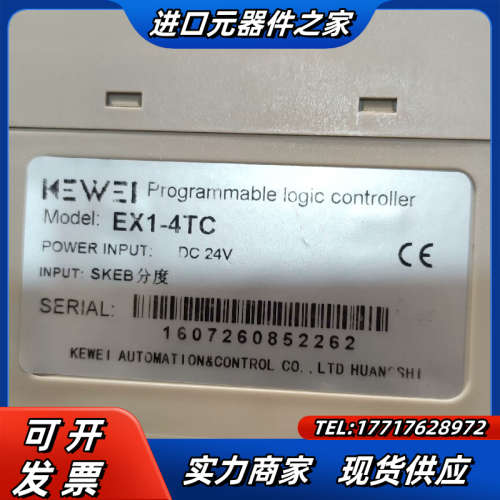 进口元器件之家
KEWEI Programmable logic controller
Model: EX1-4TC
POWER INPUT: DC 24V
CE
INPUT: SKEB分度
SERIAL:
1607260852262
KEWEI AUTOMATION&CONTROL CO.,LTD HUANGSHI
TEL:17717628972
可开
发票
实力商家 现货供应